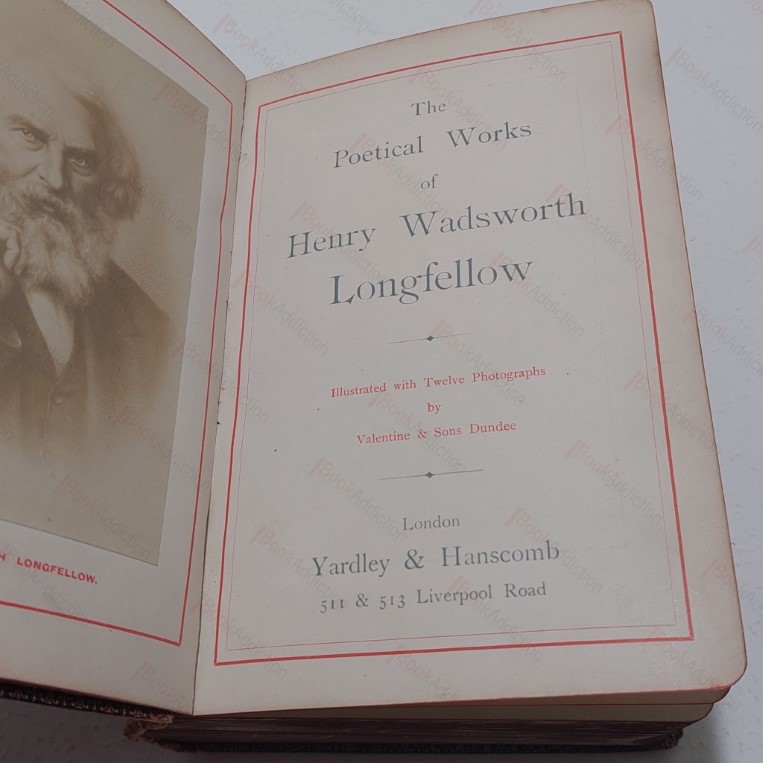 LONGFELLOW.
The
Poetical Works
of
Henry Wadsworth
Longfellow
Illustrated with Twelve Photographs
by
Valentine & Sons Dundee
London
Yardley & Hanscomb
511 & 513 Liverpool Road
BookAddiction